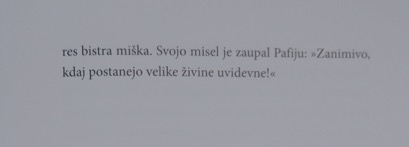 res bistra miška. Svojo misel je zaupal Pafiju: »Zanimivo,
kdaj postanejo velike živine uvidevne!«